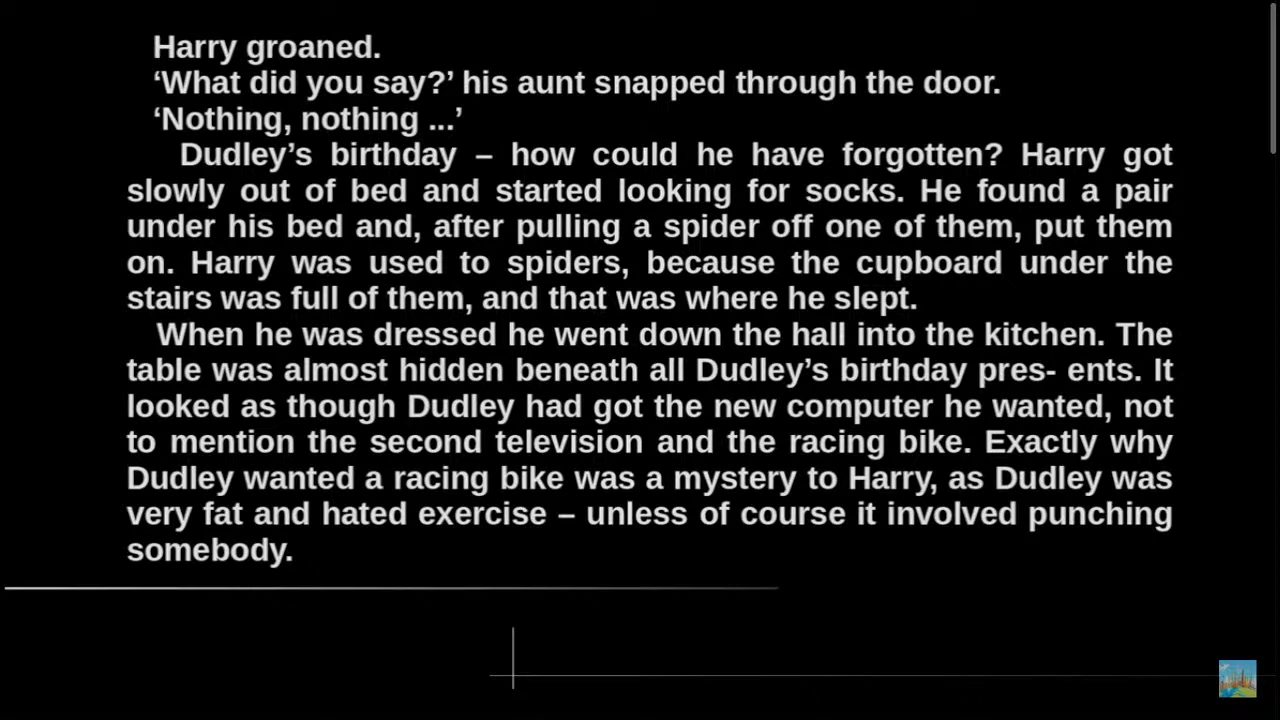 Harry groaned.
‘What did you say?’ his aunt snapped through the door.
‘Nothing, nothing ...’
Dudley’s birthday – how could he have forgotten? Harry got
slowly out of bed and started looking for socks. He found a pair
under his bed and, after pulling a spider off one of them, put them
on. Harry was used to spiders, because the cupboard under the
stairs was full of them, and that was where he slept.
When he was dressed he went down the hall into the kitchen. The
table was almost hidden beneath all Dudley’s birthday pres- ents. It
looked as though Dudley had got the new computer he wanted, not
to mention the second television and the racing bike. Exactly why
Dudley wanted a racing bike was a mystery to Harry, as Dudley was
very fat and hated exercise – unless of course it involved punching
somebody.